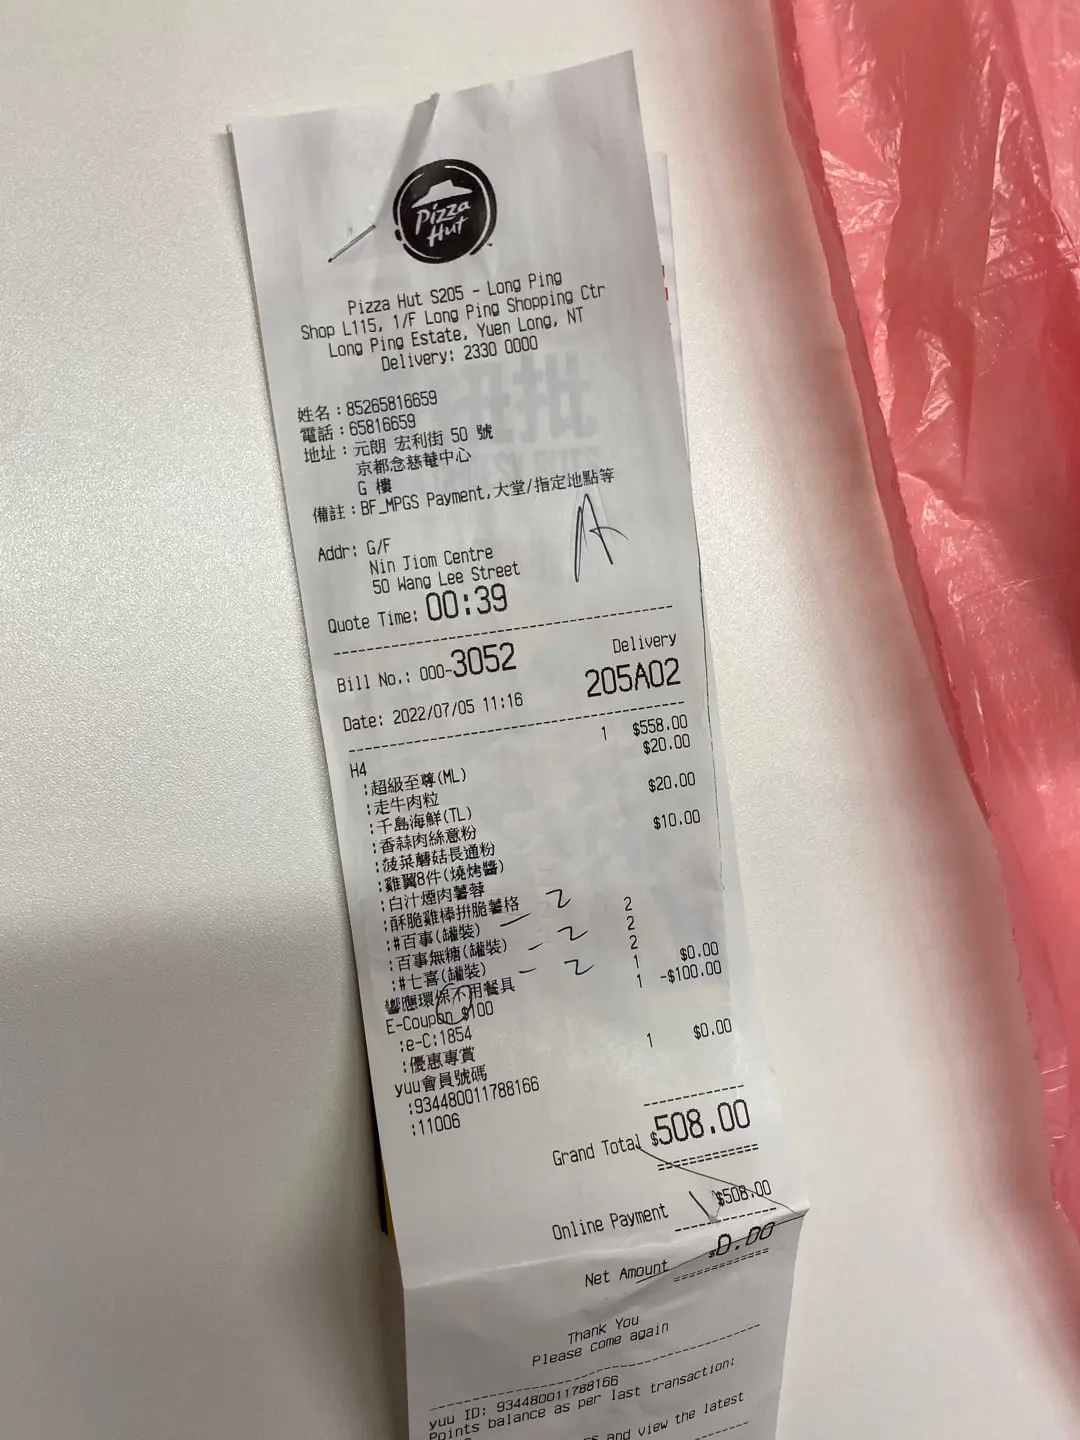 Pizza
Hut
Pizza Hut S205 - Long Ping
Shop L115, 1/F Long Ping Shopping Ctr
Long Ping Estate, Yuen Long, NT
Delivery: 2330 0000
姓名：85265816659
電話：65816659
地址：元朗 宏利街 50 號
京都念慈菴中心
G 樓
備註：BF_MPGS Payment,大堂/指定地點等
A
Addr: G/F
Nin Jiom Centre
50 Wang Lee Street
Quote Time: 00:39
Bill No.: 000-3052 Delivery
Date: 2022/07/05 11:16 205A02
H4 1 $558.00
:超級至尊(ML) $20.00
:走牛肉粒
:千島海鮮(TL) $20.00
:香蒜肉絲意粉
:菠菜蘑菇長通粉 $10.00
:雞翼8件(燒烤醬)
:白汁煙肉薯蓉
:酥脆雞棒拼脆薯格
:#百事(罐裝) - 2 2
:百事無糖(罐裝) - 2 2
:#七喜(罐裝) - 2 2
響應環保不用餐具 1 $0.00
E-Coupon $100 1 -$100.00
:e-C:1854
:優惠專賞
yuu會員號碼 1 $0.00
:934480011788166
:11006
Grand Total $508.00
Online Payment $508.00
Net Amount $0.00
Thank You
Please come again
yuu ID: 934480011788166
Points balance as per last transaction:
and view the latest